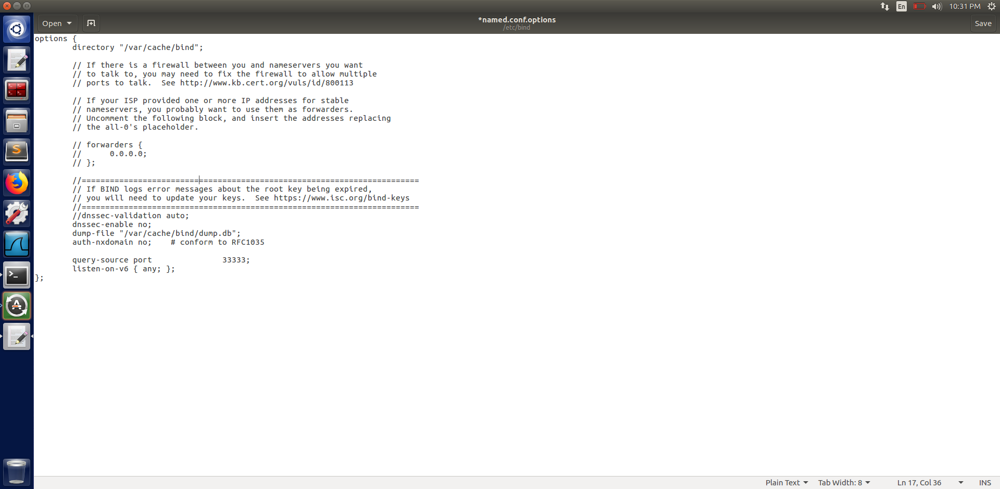 En
10:31 PM
Open
*named.conf.options
/etc/bind
Save
options {
        directory "/var/cache/bind";

        // If there is a firewall between you and nameservers you want
        // to talk to, you may need to fix the firewall to allow multiple
        // ports to talk.  See http://www.kb.cert.org/vuls/id/800113

        // If your ISP provided one or more IP addresses for stable
        // nameservers, you probably want to use them as forwarders.
        // Uncomment the following block, and insert the addresses replacing
        // the all-0's placeholder.

        // forwarders {
        //      0.0.0.0;
        // };

        //========================================================================
        // If BIND logs error messages about the root key being expired,
        // you will need to update your keys.  See https://www.isc.org/bind-keys
        //========================================================================
        //dnssec-validation auto;
        dnssec-enable no;
        dump-file "/var/cache/bind/dump.db";
        auth-nxdomain no;    # conform to RFC1035

        query-source port               33333;
        listen-on-v6 { any; };
};
Plain Text
Tab Width: 8
Ln 17, Col 36
INS